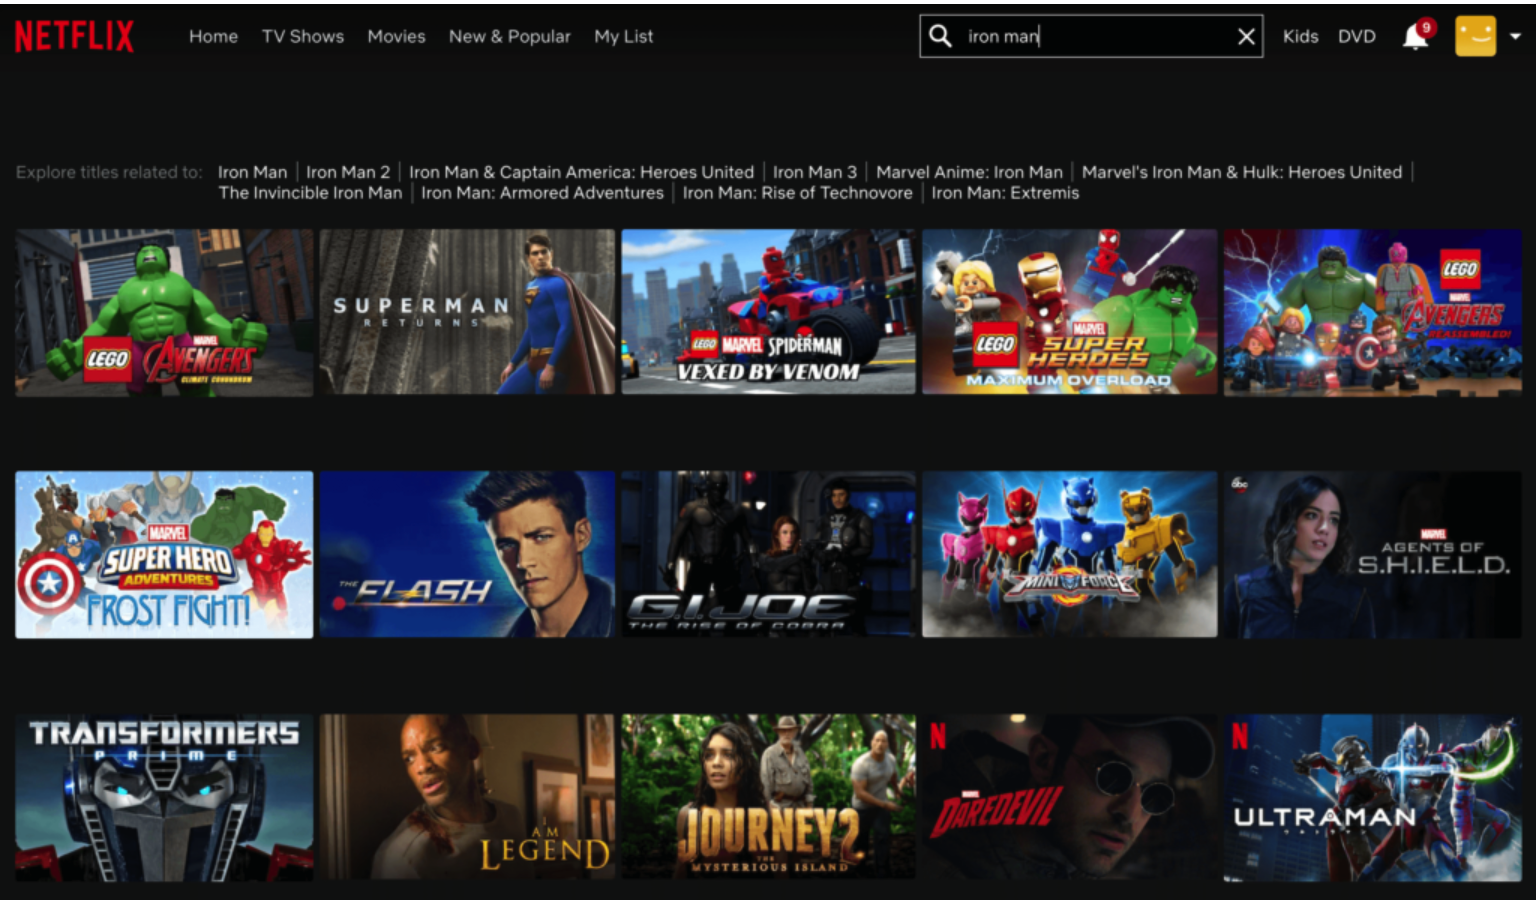 NETFLIX Home TV Shows Movies New & Popular My List iron man Kids DVD 9
Explore titles related to: Iron Man | Iron Man 2 | Iron Man & Captain America: Heroes United | Iron Man 3 | Marvel Anime: Iron Man | Marvel's Iron Man & Hulk: Heroes United |
The Invincible Iron Man | Iron Man: Armored Adventures | Iron Man: Rise of Technovore | Iron Man: Extremis
LEGO MARVEL AVENGERS
CLIMATE CONUNDRUM
SUPERMAN
RETURNS
LEGO MARVEL SPIDERMAN
VEXED BY VENOM
LEGO MARVEL
SUPER
HEROES
MAXIMUM OVERLOAD
LEGO
MARVEL
AVENGERS
REASSEMBLED!
MARVEL
SUPER HERO
ADVENTURES
FROST FIGHT!
THE FLASH
G.I. JOE
THE RISE OF COBRA
MINI FORCE
abc
MARVEL
AGENTS OF
S.H.I.E.L.D.
TRANSFORMERS
PRIME
I
AM
LEGEND
JOURNEY 2
THE
MYSTERIOUS ISLAND
N
MARVEL
DAREDEVIL
N
ULTRAMAN